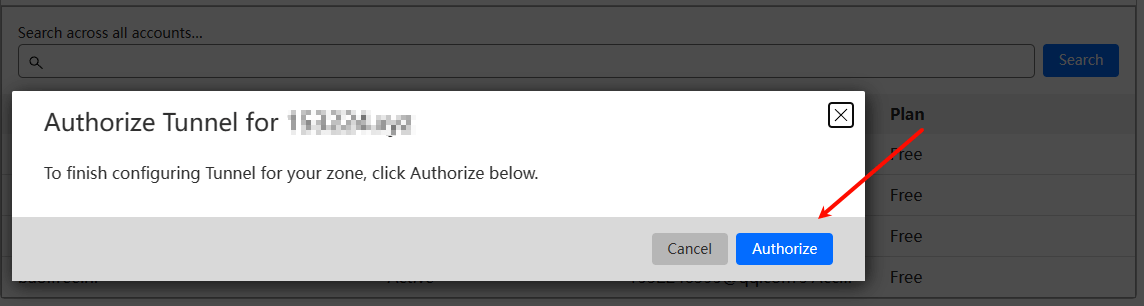 Search across all accounts...
Search
Authorize Tunnel for
Plan
To finish configuring Tunnel for your zone, click Authorize below.
Free
Free
Free
Cancel
Authorize
Free